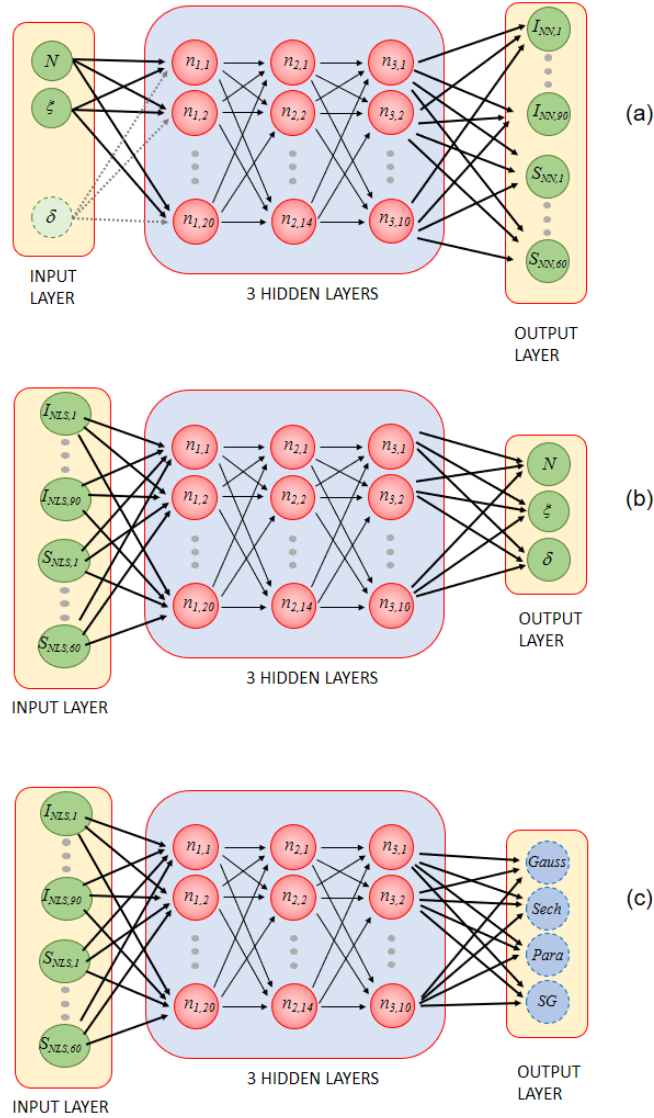 N
ξ
δ
INPUT
LAYER
n1,1
n1,2
n1,20
n2,1
n2,2
n2,14
n3,1
n3,2
n3,10
3 HIDDEN LAYERS
INN,1
INN,90
SNN,1
SNN,60
OUTPUT
LAYER
(a)
INLS,1
INLS,90
SNLS,1
SNLS,60
INPUT LAYER
n1,1
n1,2
n1,20
n2,1
n2,2
n2,14
n3,1
n3,2
n3,10
3 HIDDEN LAYERS
N
ξ
δ
OUTPUT
LAYER
(b)
INLS,1
INLS,90
SNLS,1
SNLS,60
INPUT LAYER
n1,1
n1,2
n1,20
n2,1
n2,2
n2,14
n3,1
n3,2
n3,10
3 HIDDEN LAYERS
Gauss
Sech
Para
SG
OUTPUT
LAYER
(c)